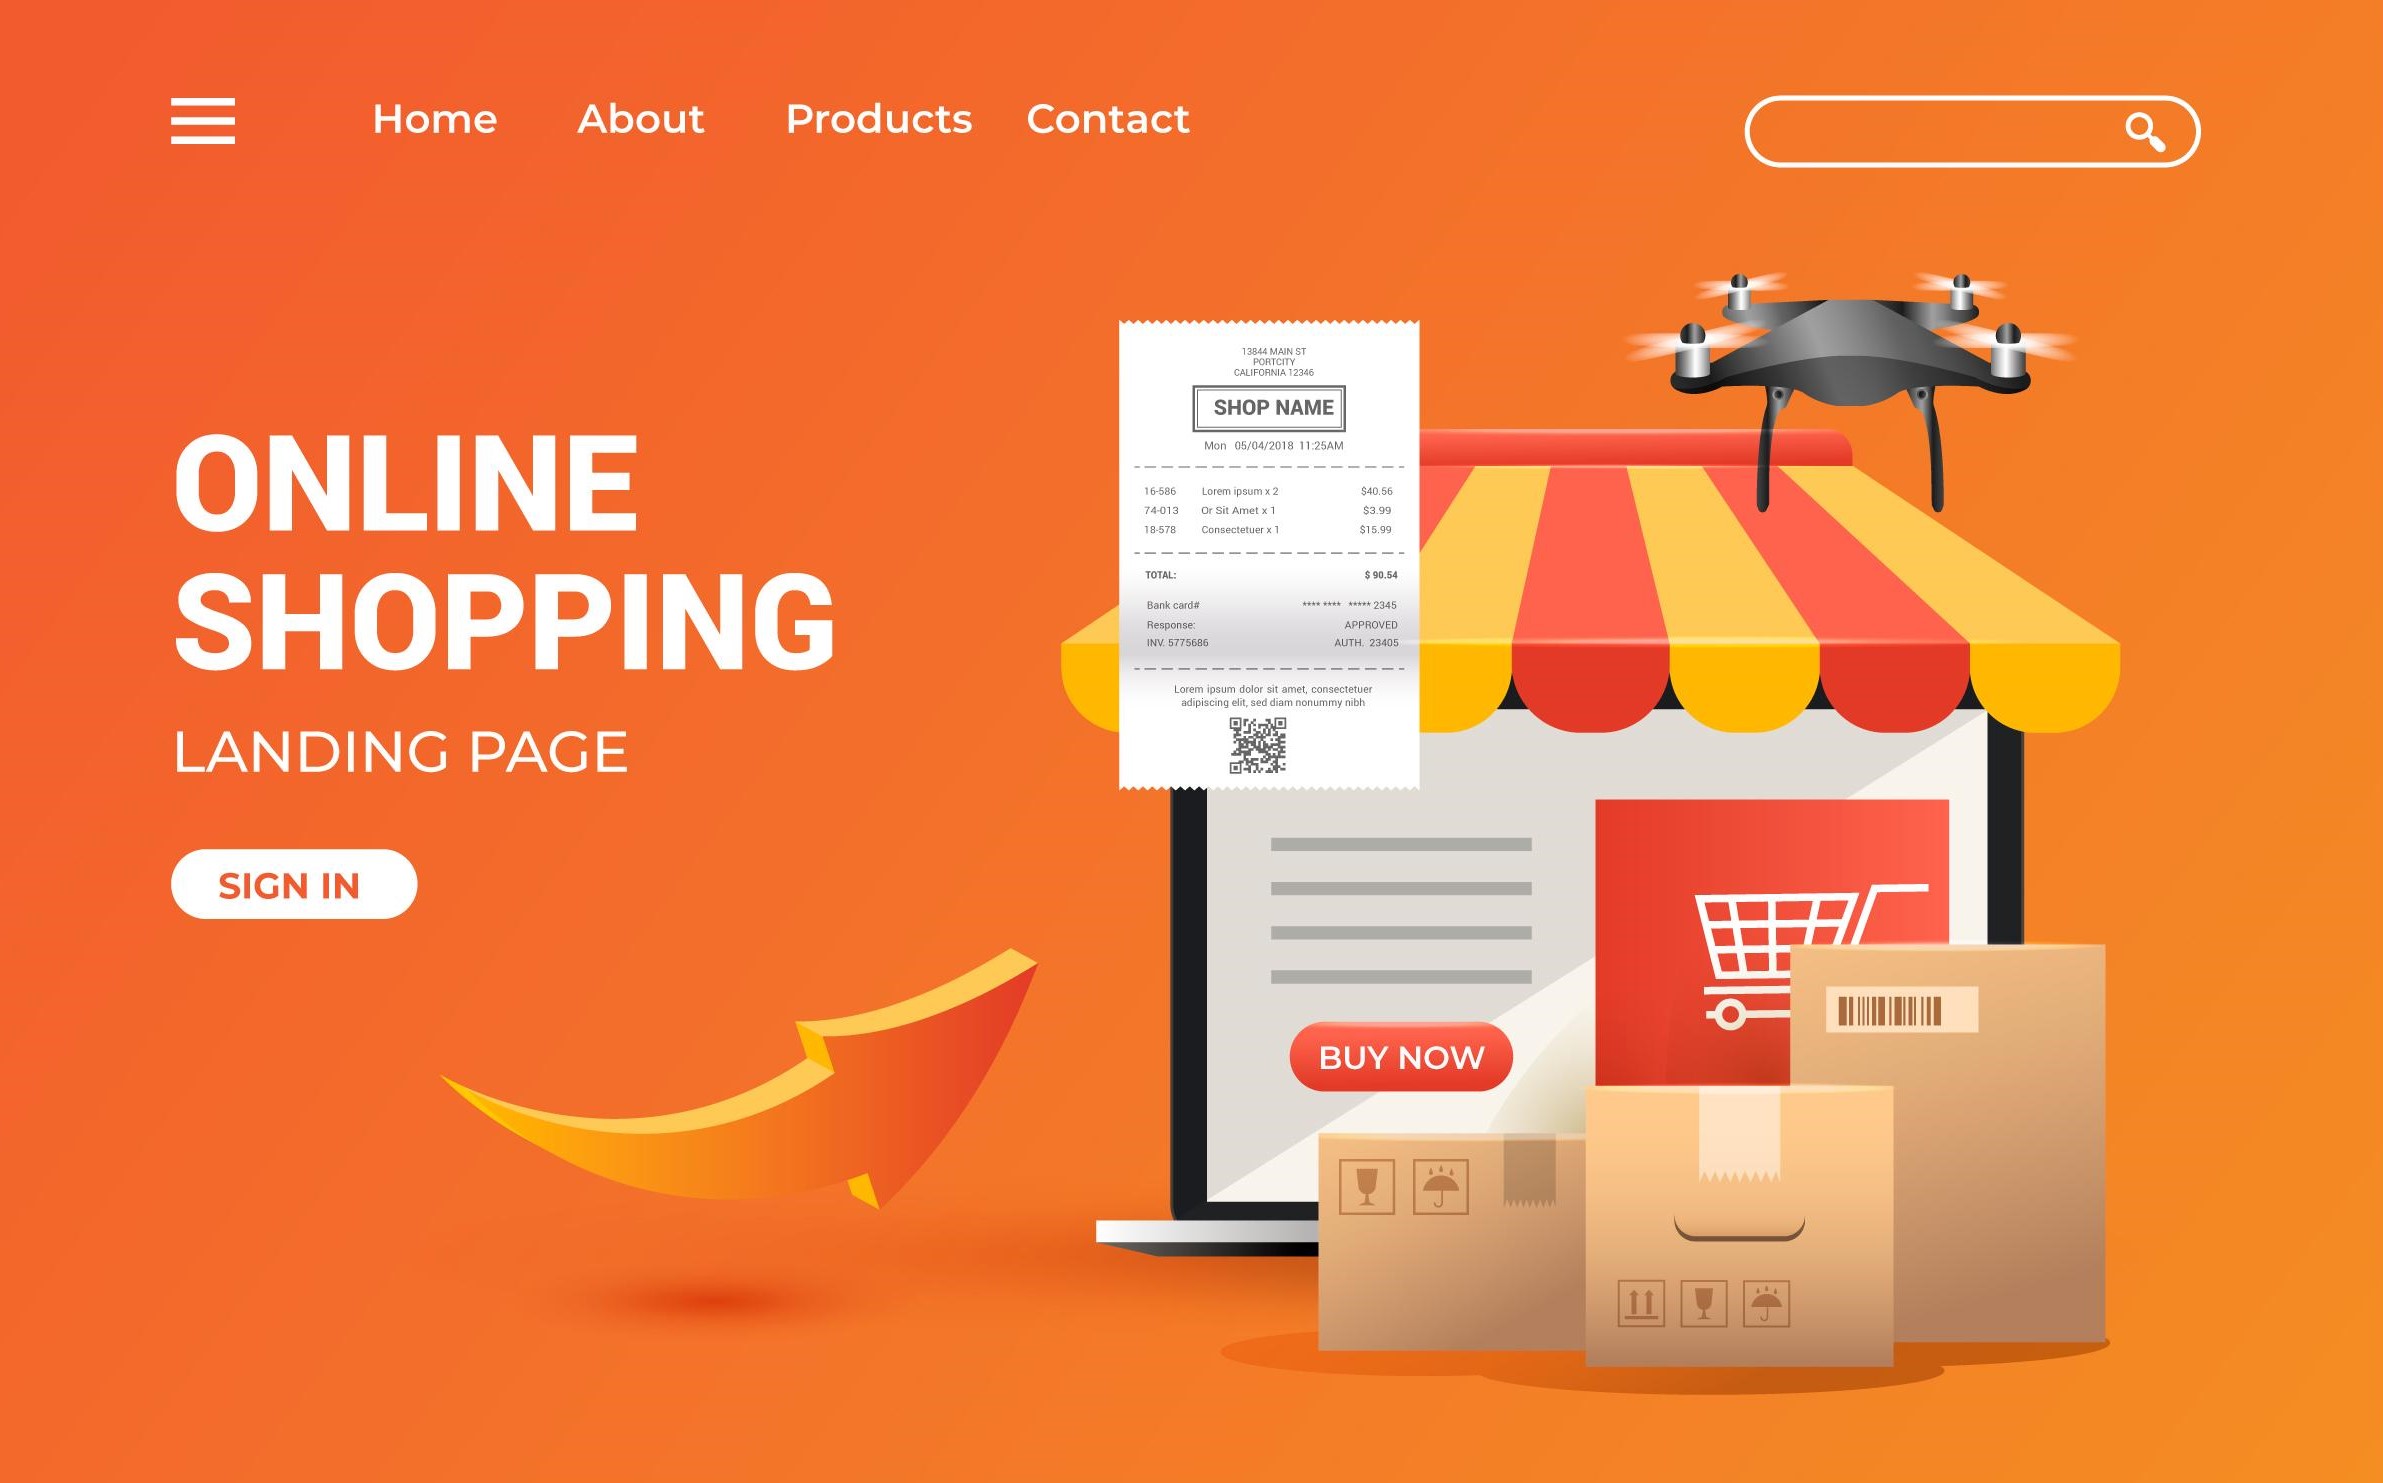 Home About Products Contact
ONLINE
SHOPPING
LANDING PAGE
SIGN IN
13844 MAIN ST
PORTCITY
CALIFORNIA 12346
SHOP NAME
Mon 05/04/2018 11:25AM
16-586 Lorem ipsum x 2 $40.56
74-013 Or Sit Amet x 1 $3.99
18-578 Consectetuer x 1 $15.99
TOTAL: $ 90.54
Bank card# **** **** ***** 2345
Response: APPROVED
INV. 5775686 AUTH. 23405
Lorem ipsum dolor sit amet, consectetuer
adipiscing elit, sed diam nonummy nibh
BUY NOW